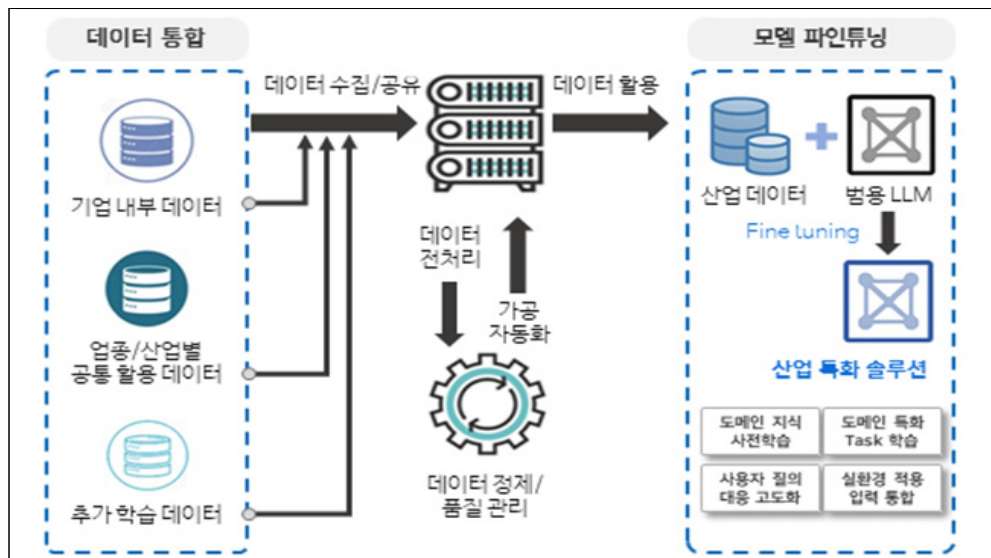 데이터 통합
기업 내부 데이터
업종/산업별
공통 활용 데이터
추가 학습 데이터
데이터 수집/공유
데이터 활용
데이터
전처리
가공
자동화
데이터 정제/
품질 관리
모델 파인튜닝
산업 데이터
범용 LLM
Fine tuning
산업 특화 솔루션
도메인 지식
사전학습
도메인 특화
Task 학습
사용자 질의
대응 고도화
실환경 적용
입력 통합